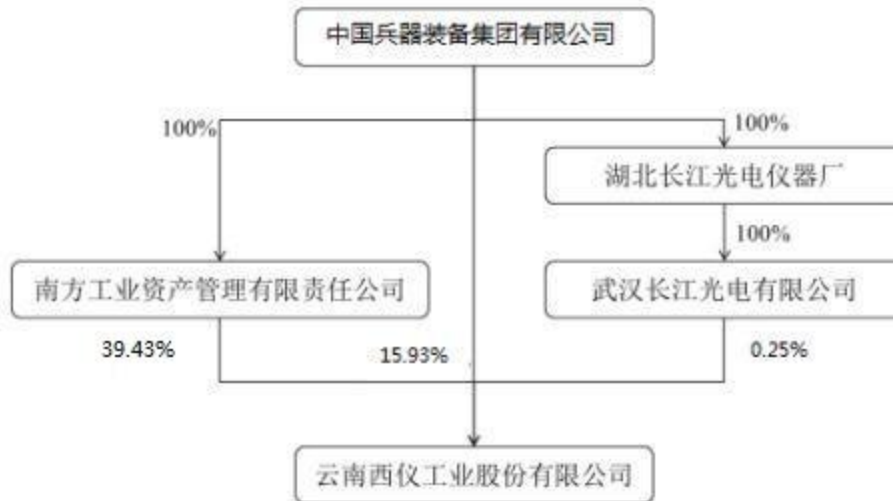 中国兵器装备集团有限公司
100%
100%
湖北长江光电仪器厂
100%
南方工业资产管理有限责任公司
武汉长江光电有限公司
39.43%
15.93%
0.25%
云南西仪工业股份有限公司